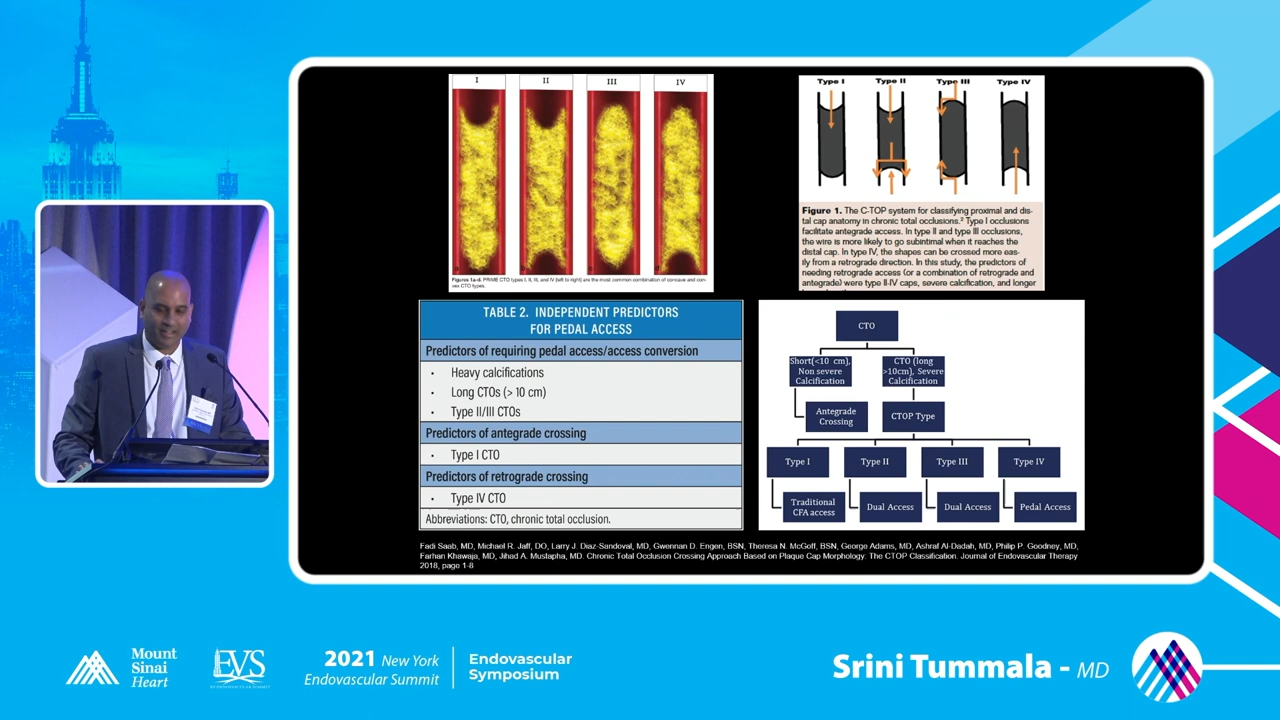 I II III IV
Figures 1a-d. PRIME CTO types I, II, III, and IV (left to right) are the most common combination of concave and con-
vex CTO types.
Type I Type II Type III Type IV
Figure 1. The C-TOP system for classifying proximal and dis-
tal cap anatomy in chronic total occlusions.³ Type I occlusions
facilitate antegrade access. In type II and type III occlusions,
the wire is more likely to go subintimal when it reaches the
distal cap. In type IV, the shapes can be crossed more eas-
ily from a retrograde direction. In this study, the predictors of
needing retrograde access (or a combination of retrograde and
antegrade) were type II-IV caps, severe calcification, and longer
TABLE 2. INDEPENDENT PREDICTORS
FOR PEDAL ACCESS
Predictors of requiring pedal access/access conversion
• Heavy calcifications
• Long CTOs (> 10 cm)
• Type II/III CTOs
Predictors of antegrade crossing
• Type I CTO
Predictors of retrograde crossing
• Type IV CTO
Abbreviations: CTO, chronic total occlusion.
CTO
Short(<10 cm),
Non severe
Calcification
CTO (long
>10cm), Severe
Calcification
Antegrade
Crossing
CTOP Type
Type I
Type II
Type III
Type IV
Traditional
CFA access
Dual Access
Dual Access
Pedal Access
Fadi Saab, MD, Michael R. Jaff, DO, Larry J. Diaz-Sandoval, MD, Gwennan D. Engen, BSN, Theresa N. McGoff, BSN, George Adams, MD, Ashraf Al-Dadah, MD, Philip P. Goodney, MD,
Farhan Khawaja, MD, Jihad A. Mustapha, MD. Chronic Total Occlusion Crossing Approach Based on Plaque Cap Morphology. The CTOP Classification. Journal of Endovascular Therapy
2018, page 1-8
Mount
Sinai
Heart
EVS
2021 New York
Endovascular Summit
Endovascular
Symposium
Srini Tummala - MD